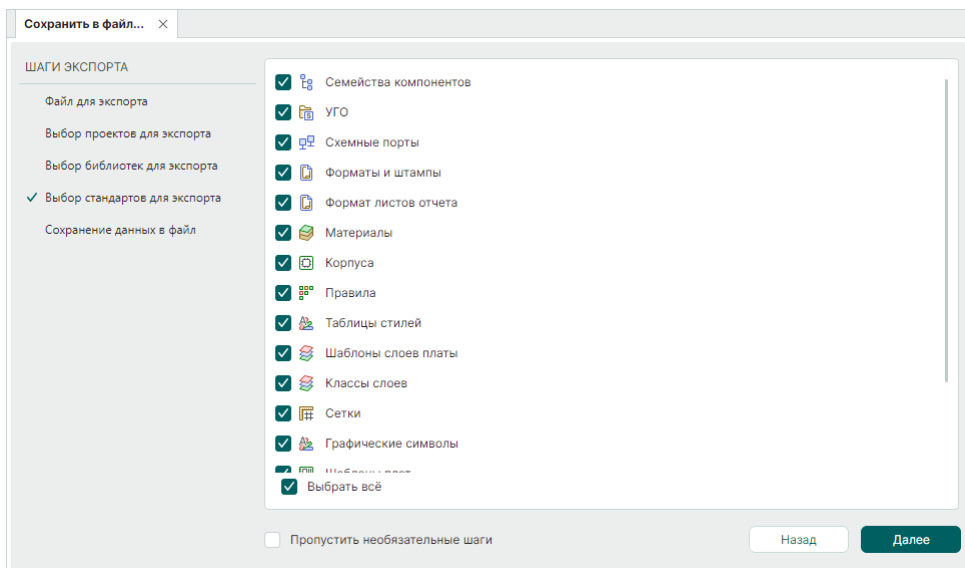 Сохранить в файл...
ШАГИ ЭКСПОРТА
Файл для экспорта
Выбор проектов для экспорта
Выбор библиотек для экспорта
Выбор стандартов для экспорта
Сохранение данных в файл
Семейства компонентов
УГО
Схемные порты
Форматы и штампы
Формат листов отчета
Материалы
Корпуса
Правила
Таблицы стилей
Шаблоны слоев платы
Классы слоев
Сетки
Графические символы
Выбрать всё
Пропустить необязательные шаги
Назад
Далее